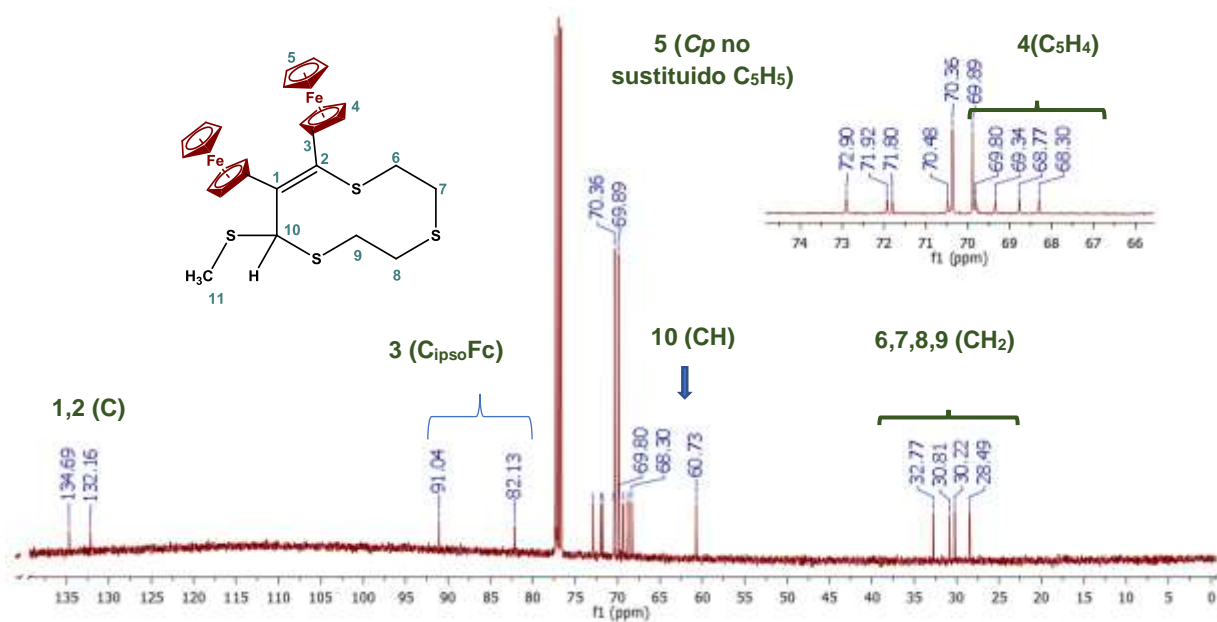 5 (Cp no
sustituido C5H5)
4(C5H4)
70.36
69.89
72.90
71.92
71.80
70.48
69.80
69.34
68.77
68.30
74 73 72 71 70 69 68 67 66
f1 (ppm)
5
Fe
4
3
Fe
2
1
6
S
7
10
S
S
S
9
8
H3C
H
11
3 (CipsoFc)
10 (CH)
6,7,8,9 (CH2)
1,2 (C)
134.69
132.16
91.04
82.13
70.36
69.89
69.80
68.30
60.73
32.77
30.81
30.22
28.49
135 130 125 120 115 110 105 100 95 90 85 80 75 70 65 60 55 50 45 40 35 30 25 20 15 10 5 0
f1 (ppm)